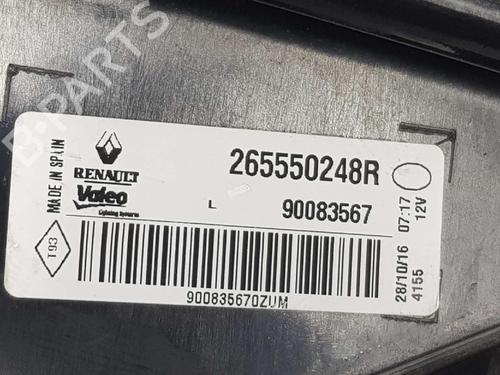 B-PARTS
MADE IN SPAIN
RENAULT
Valeo
Lighting Systems
L
265550248R
90083567
T93
900835670ZUM
28/10/16 07:17
4155 12V